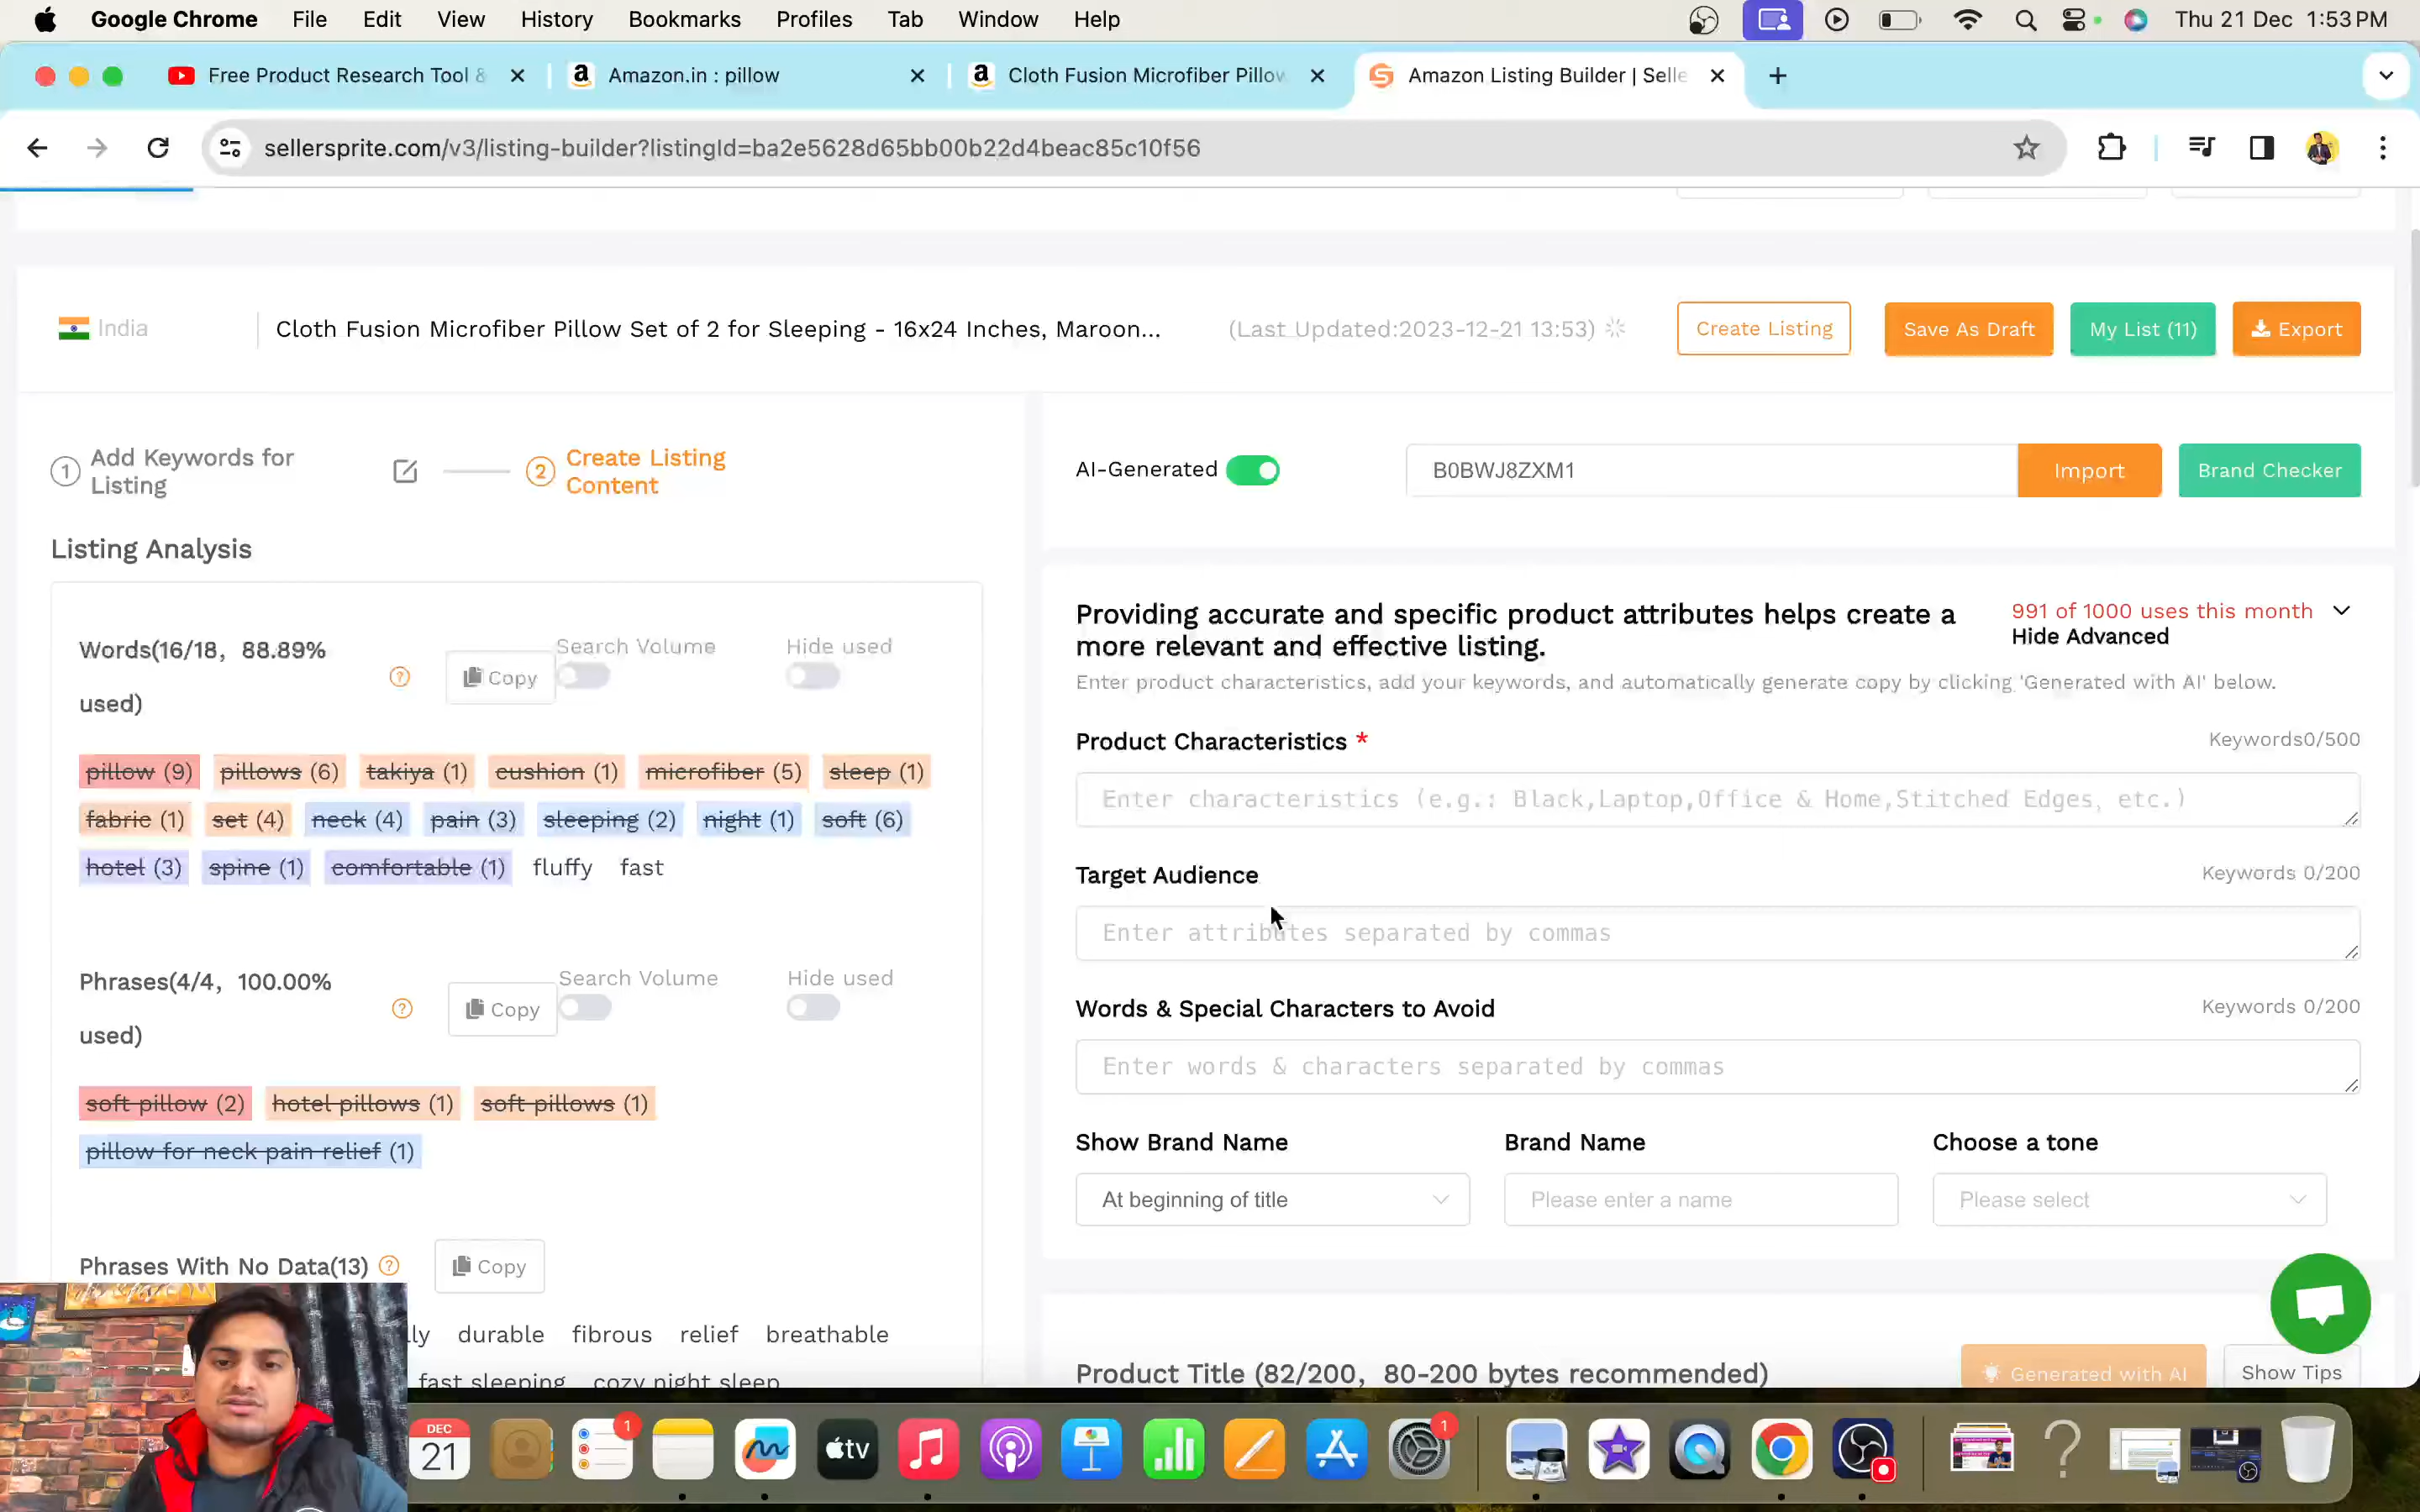 Google Chrome File Edit View History Bookmarks Profiles Tab Window Help Thu 21 Dec 1:53 PM
Free Product Research Tool & Amazon.in : pillow Cloth Fusion Microfiber Pillow Amazon Listing Builder | Selle
sellersprite.com/v3/listing-builder?listingId=ba2e5628d65bb00b22d4beac85c10f56
India Cloth Fusion Microfiber Pillow Set of 2 for Sleeping - 16x24 Inches, Maroon... (Last Updated:2023-12-21 13:53) Create Listing Save As Draft My List (11) Export
1 Add Keywords for Listing
2 Create Listing Content
AI-Generated B0BWJ8ZXM1 Import Brand Checker
Listing Analysis
Words(16/18, 88.89% used) ? Copy Search Volume Hide used
pillow (9) pillows (6) takiya (1) cushion (1) microfiber (5) sleep (1)
fabric (1) set (4) neck (4) pain (3) sleeping (2) night (1) soft (6)
hotel (3) spine (1) comfortable (1) fluffy fast
Phrases(4/4, 100.00% used) ? Copy Search Volume Hide used
soft pillow (2) hotel pillows (1) soft pillows (1)
pillow for neck pain relief (1)
Phrases With No Data(13) ? Copy
lly durable fibrous relief breathable
fast sleeping cozy night sleep
Providing accurate and specific product attributes helps create a
more relevant and effective listing.
991 of 1000 uses this month
Hide Advanced
Enter product characteristics, add your keywords, and automatically generate copy by clicking 'Generated with AI' below.
Product Characteristics * Keywords0/500
Enter characteristics (e.g.: Black,Laptop,Office & Home,Stitched Edges, etc.)
Target Audience Keywords 0/200
Enter attributes separated by commas
Words & Special Characters to Avoid Keywords 0/200
Enter words & characters separated by commas
Show Brand Name Brand Name Choose a tone
At beginning of title Please enter a name Please select
Product Title (82/200, 80-200 bytes recommended) Generated with AI Show Tips
DEC
21
1
tv
1